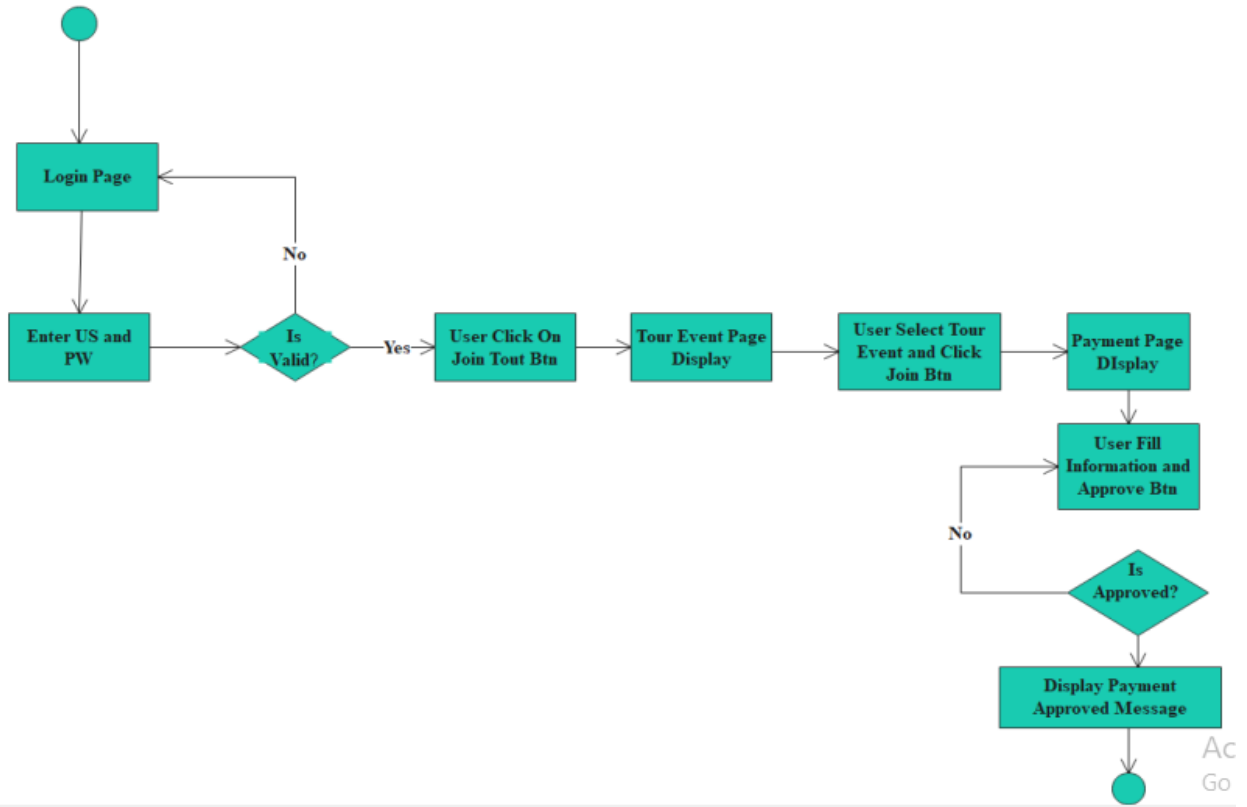 Login Page
No
Enter US and
PW
Is
Valid?
Yes
User Click On
Join Tout Btn
Tour Event Page
Display
User Select Tour
Event and Click
Join Btn
Payment Page
DIsplay
User Fill
Information and
Approve Btn
No
Is
Approved?
Display Payment
Approved Message
Ac
Go